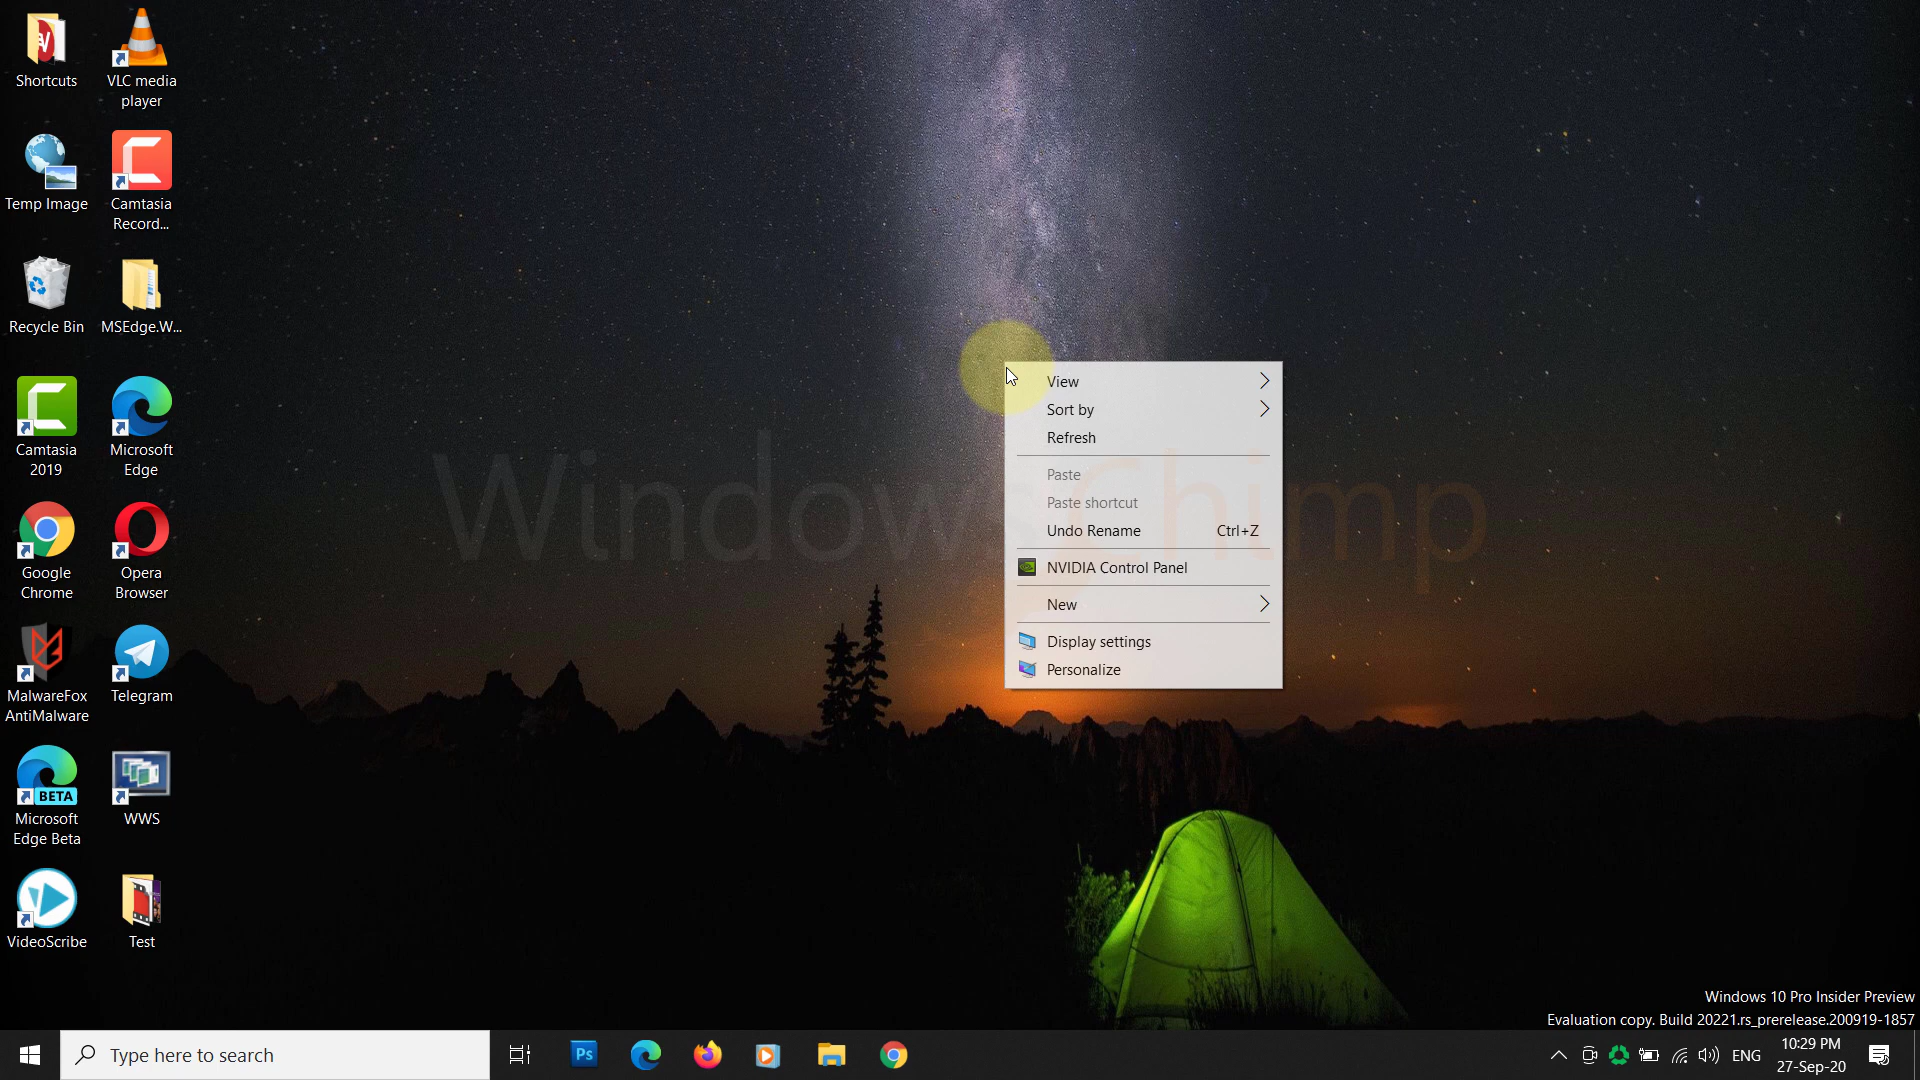 Shortcuts
VLC media
player
Temp Image
Camtasia
Record...
Recycle Bin
MSEdge.W...
Camtasia
2019
Microsoft
Edge
Google
Chrome
Opera
Browser
MalwareFox
AntiMalware
Telegram
BETA
Microsoft
Edge Beta
WWS
VideoScribe
Test
WindowsChimp
View
Sort by
Refresh
Paste
Paste shortcut
Undo Rename Ctrl+Z
NVIDIA Control Panel
New
Display settings
Personalize
Windows 10 Pro Insider Preview
Evaluation copy. Build 20221.rs_prerelease.200919-1857
Type here to search
Ps
ENG
10:29 PM
27-Sep-20